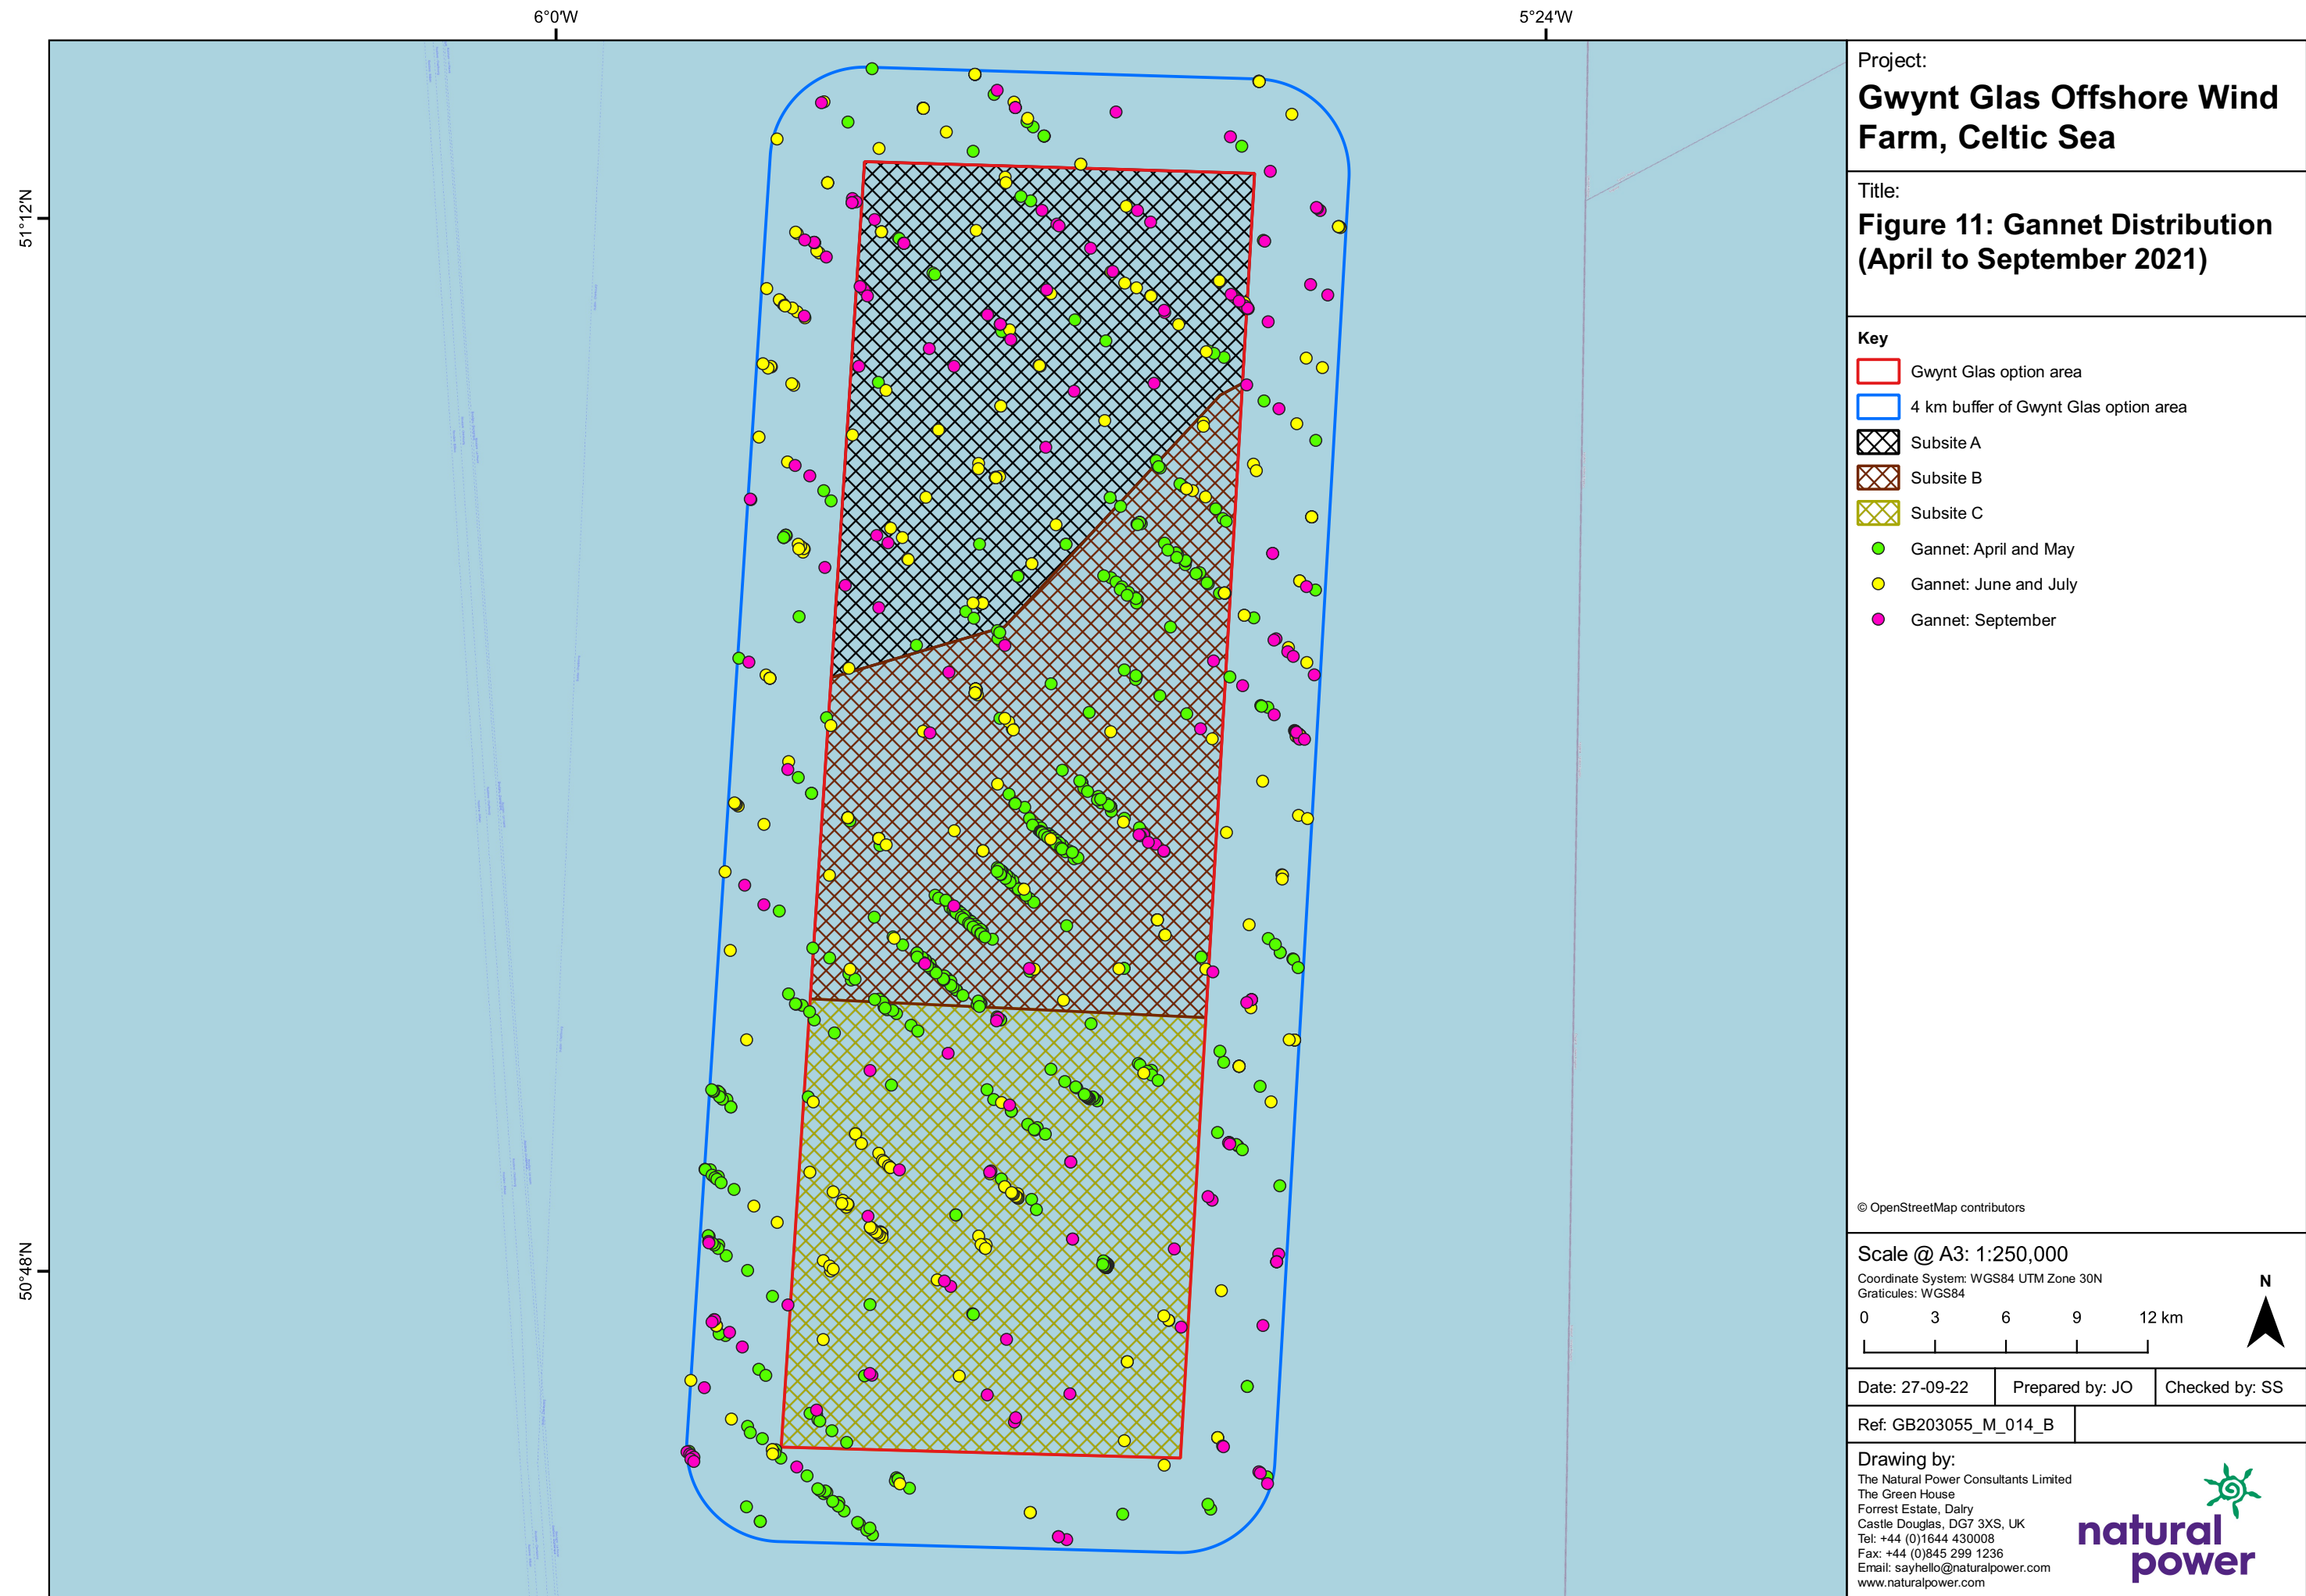 6°0'W
5°24'W
51°12'N
50°48'N
Project:
Gwynt Glas Offshore Wind
Farm, Celtic Sea
Title:
Figure 11: Gannet Distribution
(April to September 2021)
Key
Gwynt Glas option area
4 km buffer of Gwynt Glas option area
Subsite A
Subsite B
Subsite C
Gannet: April and May
Gannet: June and July
Gannet: September
© OpenStreetMap contributors
Scale @ A3: 1:250,000
Coordinate System: WGS84 UTM Zone 30N
Graticules: WGS84
N
0 3 6 9 12 km
Date: 27-09-22 Prepared by: JO Checked by: SS
Ref: GB203055_M_014_B
Drawing by:
The Natural Power Consultants Limited
The Green House
Forrest Estate, Dalry
Castle Douglas, DG7 3XS, UK
Tel: +44 (0)1644 430008
Fax: +44 (0)845 299 1236
Email: sayhello@naturalpower.com
www.naturalpower.com
natural
power